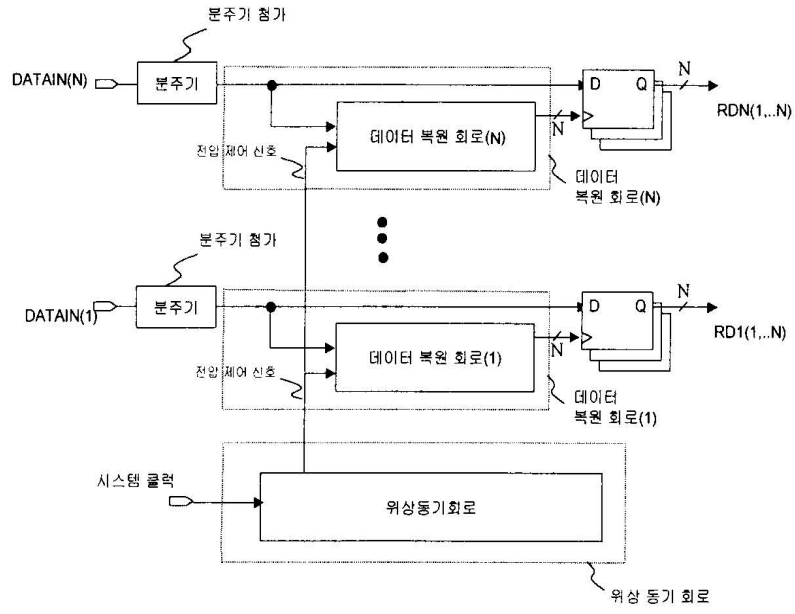 분주기 첨가
DATAIN(N)
분주기
D Q
N
RDN(1,..N)
데이터 복원 회로(N)
N
전압 제어 신호
데이터
복원 회로(N)
분주기 첨가
DATAIN(1)
분주기
D Q
N
RD1(1,..N)
데이터 복원 회로(1)
N
전압 제어 신호
데이터
복원 회로(1)
시스템 클럭
위상동기회로
위상 동기 회로